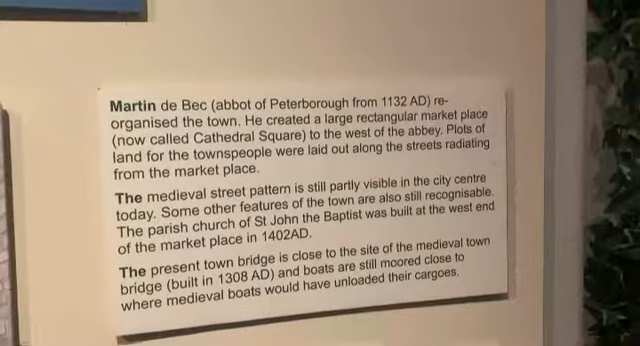 Martin de Bec (abbot of Peterborough from 1132 AD) re-
organised the town. He created a large rectangular market place
(now called Cathedral Square) to the west of the abbey. Plots of
land for the townspeople were laid out along the streets radiating
from the market place.
The medieval street pattern is still partly visible in the city centre
today. Some other features of the town are also still recognisable.
The parish church of St John the Baptist was built at the west end
of the market place in 1402AD.
The present town bridge is close to the site of the medieval town
bridge (built in 1308 AD) and boats are still moored close to
where medieval boats would have unloaded their cargoes.